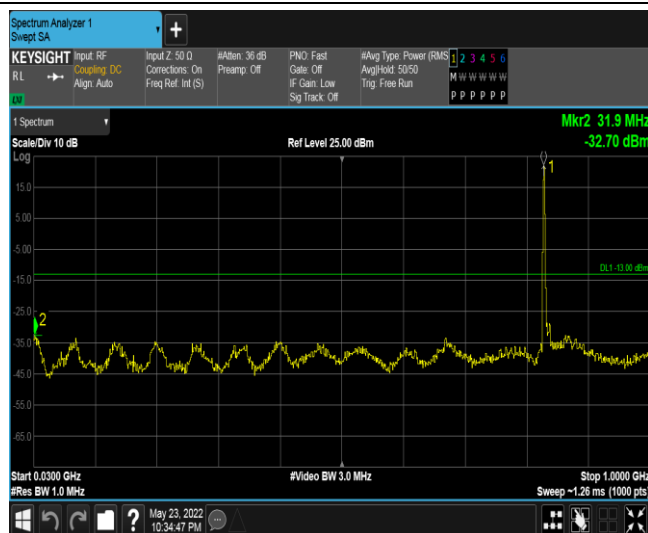 Spectrum Analyzer 1
Swept SA
+
KEYSIGHT
RL
Input: RF
Coupling: DC
Align: Auto
Input Z: 50 Ω
Corrections: On
Freq Ref: Int (S)
#Atten: 36 dB
Preamp: Off
PNO: Fast
Gate: Off
IF Gain: Low
Sig Track: Off
#Avg Type: Power (RMS
Avg|Hold: 50/50
Trig: Free Run
1 2 3 4 5 6
M W W W W W
P P P P P P
1 Spectrum
Scale/Div 10 dB
Ref Level 25.00 dBm
Mkr2 31.9 MHz
-32.70 dBm
Log
15.0
5.00
-5.00
-15.0
-25.0
-35.0
-45.0
-55.0
-65.0
1
2
DL1 -13.00 dBm
Start 0.0300 GHz
#Video BW 3.0 MHz
Stop 1.0000 GHz
#Res BW 1.0 MHz
Sweep ~1.26 ms (1000 pts)
?
May 23, 2022
10:34:47 PM